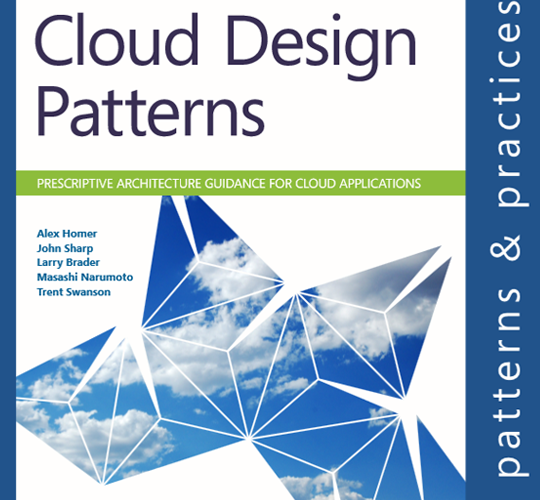 Cloud Design
Patterns
PRESCRIPTIVE ARCHITECTURE GUIDANCE FOR CLOUD APPLICATIONS
Alex Homer
John Sharp
Larry Brader
Masashi Narumoto
Trent Swanson
patterns & practices